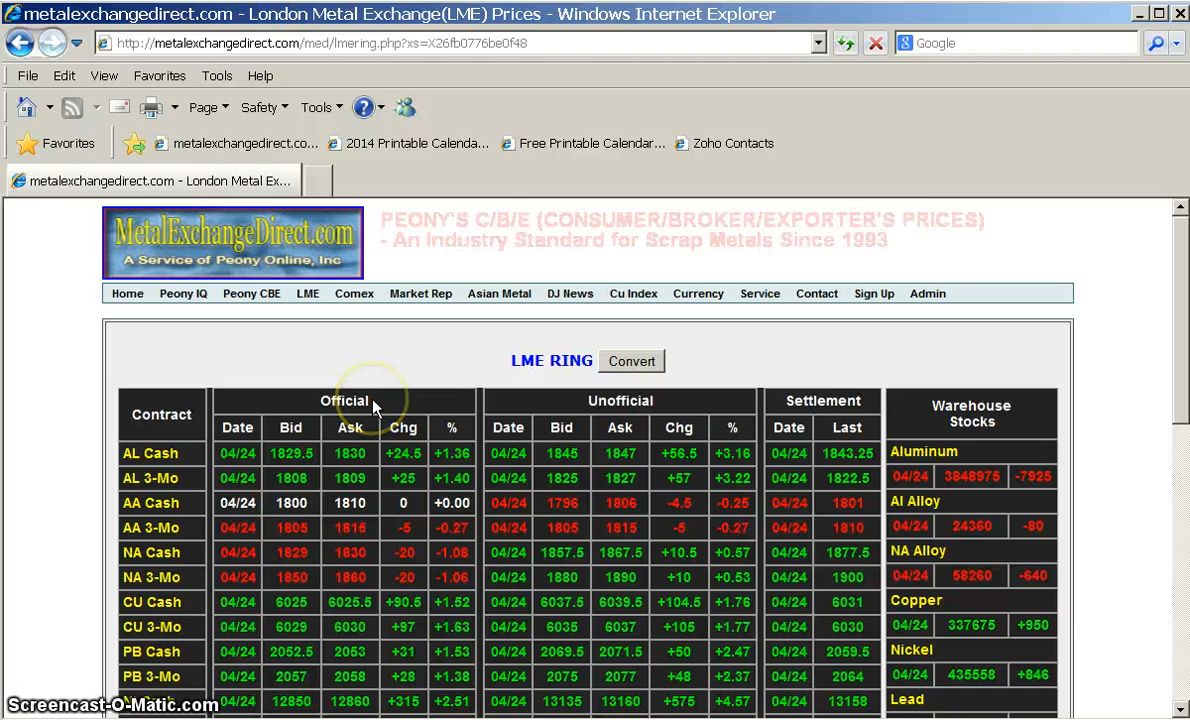 metalexchangedirect.com - London Metal Exchange(LME) Prices - Windows Internet Explorer
http://metalexchangedirect.com/med/lmering.php?xs=X26fb0776be0f48
Google
File Edit View Favorites Tools Help
Page Safety Tools
Favorites metalexchangedirect.co... 2014 Printable Calenda... Free Printable Calendar... Zoho Contacts
metalexchangedirect.com - London Metal Ex...
MetalExchangeDirect.com
A Service of Peony Online, Inc
PEONY'S C/B/E (CONSUMER/BROKER/EXPORTER'S PRICES)
- An Industry Standard for Scrap Metals Since 1993
Home Peony IQ Peony CBE LME Comex Market Rep Asian Metal DJ News Cu Index Currency Service Contact Sign Up Admin
LME RING Convert
Contract Official Unofficial Settlement
Date Bid Ask Chg % Date Bid Ask Chg % Date Last
AL Cash 04/24 1829.5 1830 +24.5 +1.36 04/24 1845 1847 +56.5 +3.16 04/24 1843.25
AL 3-Mo 04/24 1808 1809 +25 +1.40 04/24 1825 1827 +57 +3.22 04/24 1822.5
AA Cash 04/24 1800 1810 0 +0.00 04/24 1796 1806 -4.5 -0.25 04/24 1801
AA 3-Mo 04/24 1805 1815 -5 -0.27 04/24 1805 1815 -5 -0.27 04/24 1810
NA Cash 04/24 1829 1830 -20 -1.08 04/24 1857.5 1867.5 +10.5 +0.57 04/24 1877.5
NA 3-Mo 04/24 1850 1860 -20 -1.06 04/24 1880 1890 +10 +0.53 04/24 1900
CU Cash 04/24 6025 6025.5 +90.5 +1.52 04/24 6037.5 6039.5 +104.5 +1.76 04/24 6031
CU 3-Mo 04/24 6029 6030 +97 +1.63 04/24 6035 6037 +105 +1.77 04/24 6030
PB Cash 04/24 2052.5 2053 +31 +1.53 04/24 2069.5 2071.5 +50 +2.47 04/24 2059.5
PB 3-Mo 04/24 2057 2058 +28 +1.38 04/24 2075 2077 +48 +2.37 04/24 2064
04/24 12850 12860 +315 +2.51 04/24 13135 13160 +575 +4.57 04/24 13158
Warehouse
Stocks
Aluminum
04/24 3848975 -7925
Al Alloy
04/24 24360 -80
NA Alloy
04/24 58260 -640
Copper
04/24 337675 +950
Nickel
04/24 435558 +846
Lead
Screencast-O-Matic.com